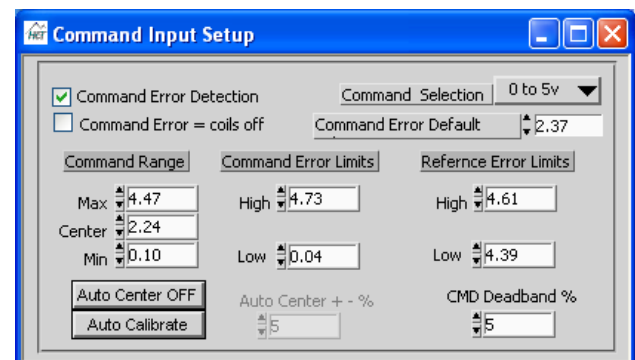 HCT Command Input Setup
Command Error Detection Command Selection 0 to 5v
Command Error = coils off Command Error Default 2.37
Command Range Command Error Limits Refernce Error Limits
Max 4.47 High 4.73 High 4.61
Center 2.24
Min 0.10 Low 0.04 Low 4.39
Auto Center OFF Auto Center + - % CMD Deadband %
Auto Calibrate 5 5